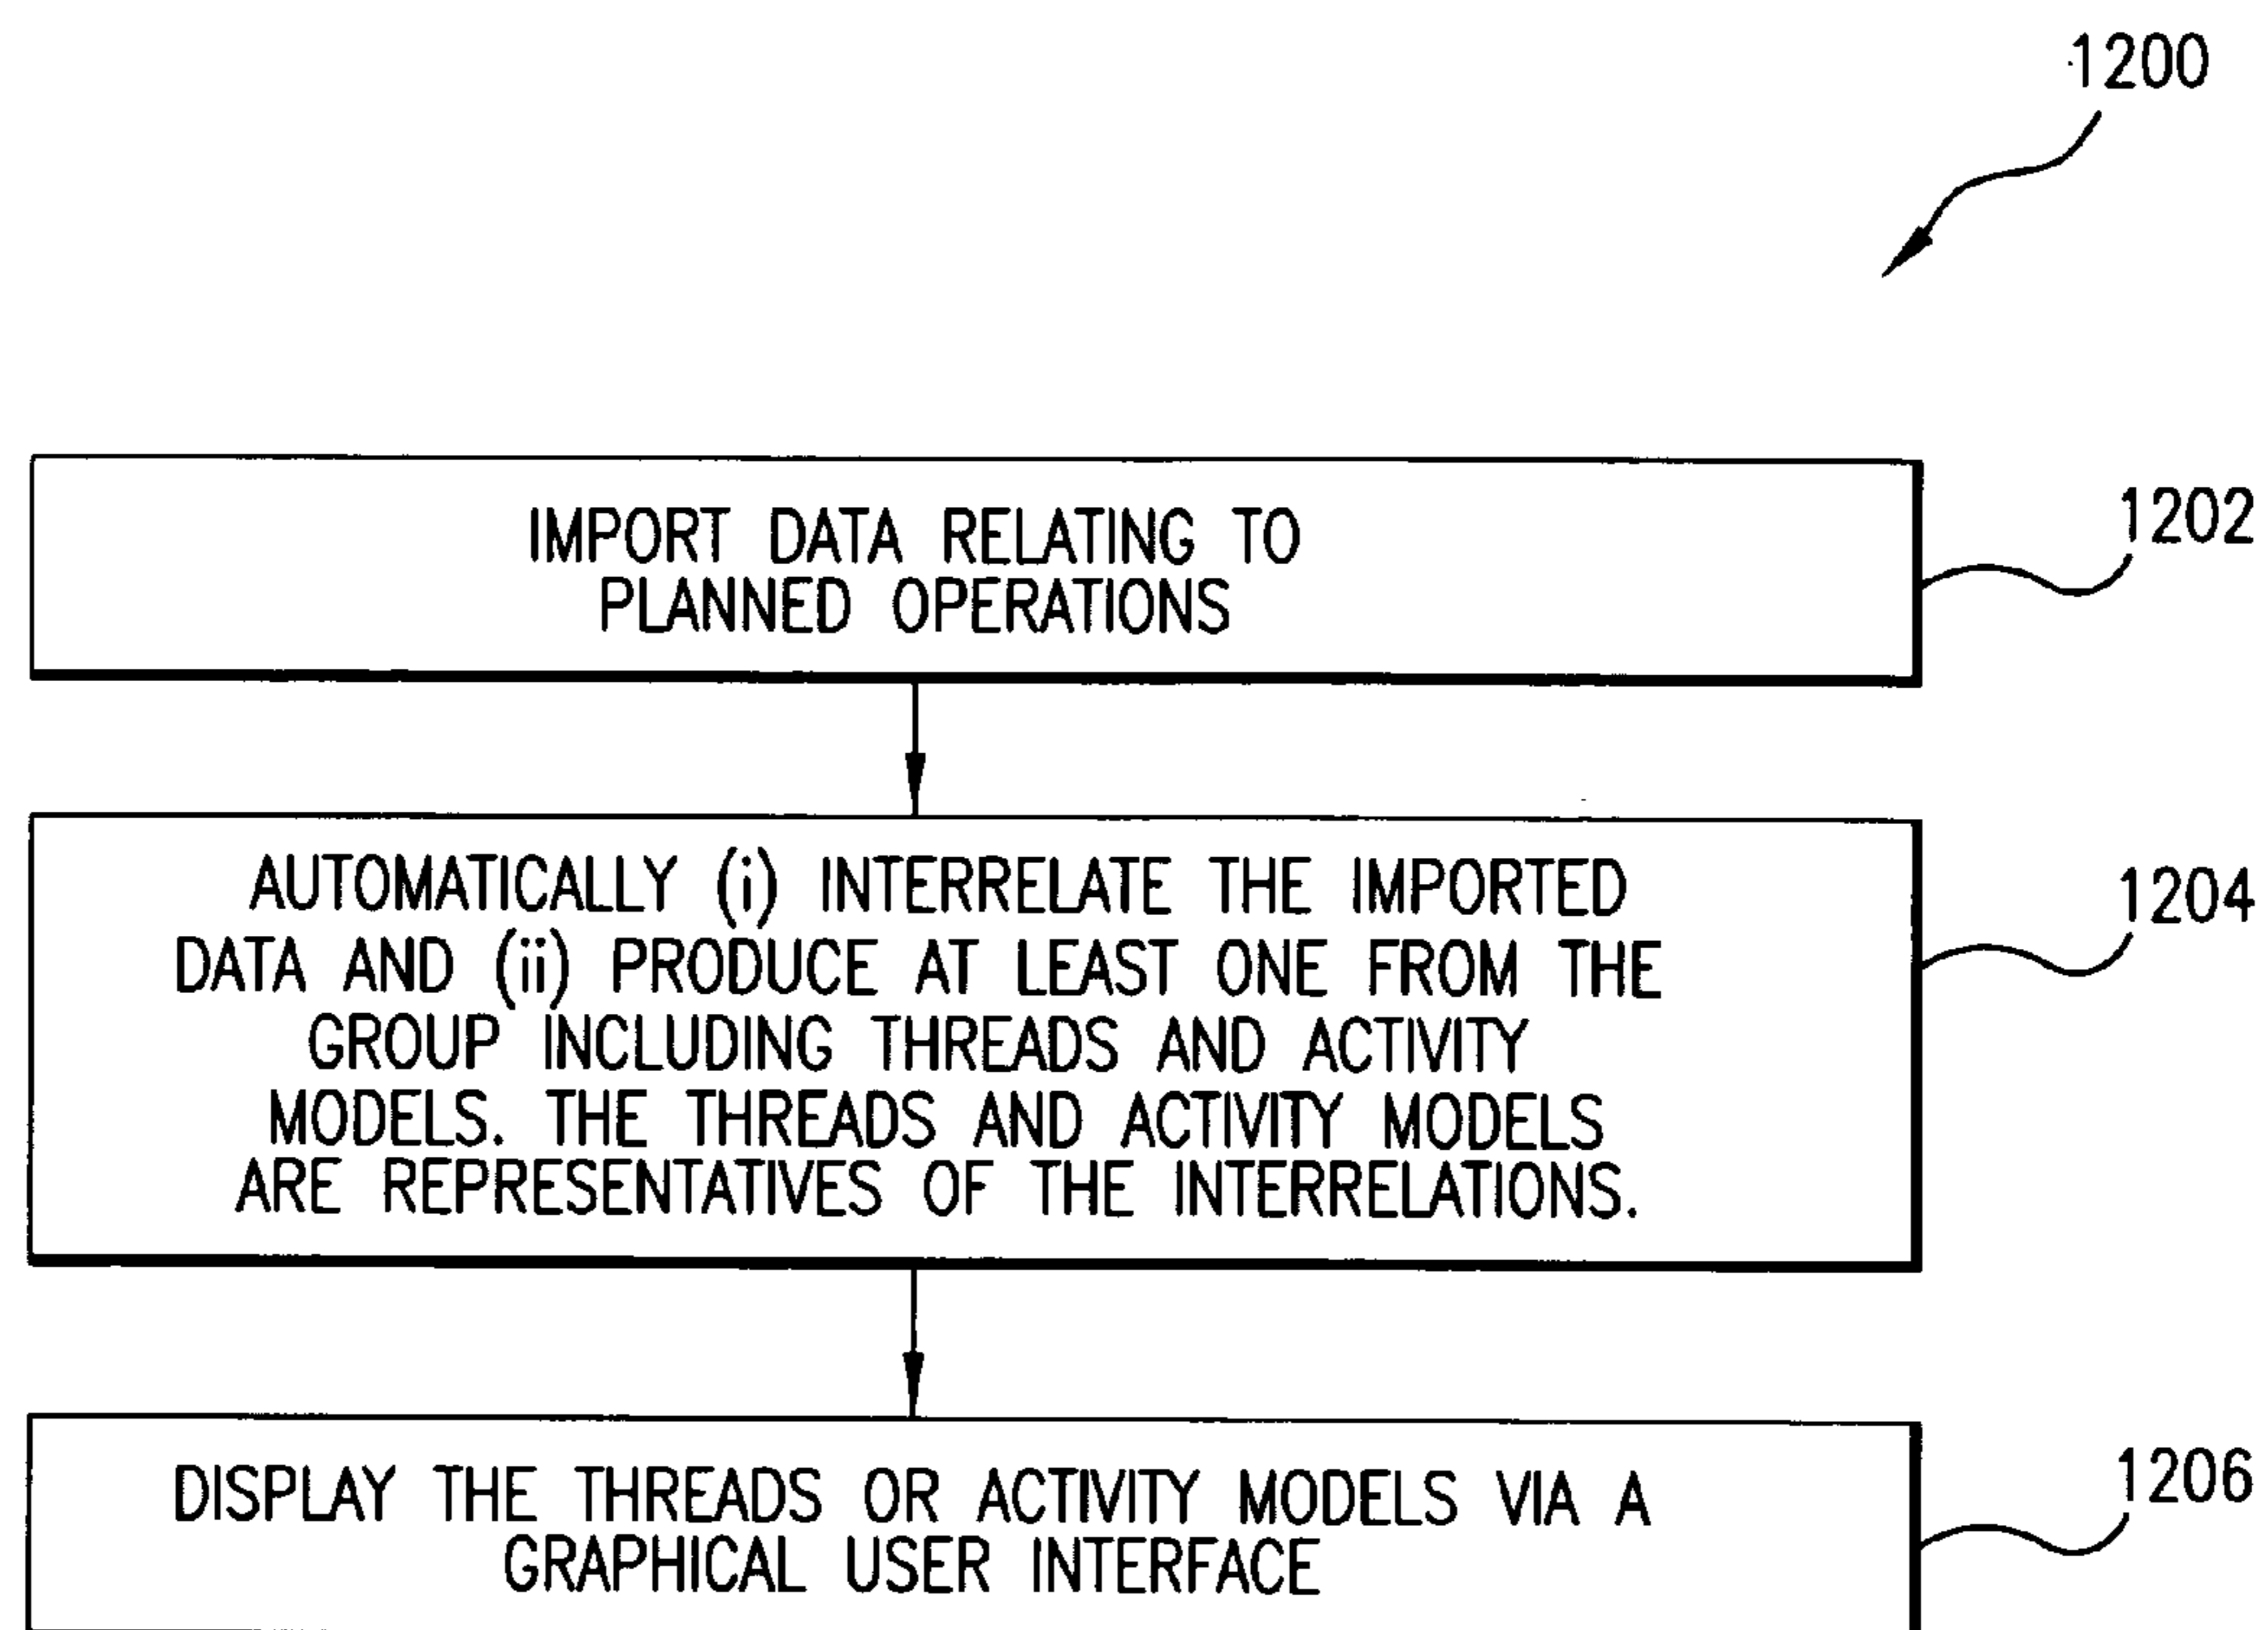 1200
IMPORT DATA RELATING TO
PLANNED OPERATIONS
1202
AUTOMATICALLY (i) INTERRELATE THE IMPORTED
DATA AND (ii) PRODUCE AT LEAST ONE FROM THE
GROUP INCLUDING THREADS AND ACTIVITY
MODELS. THE THREADS AND ACTIVITY MODELS
ARE REPRESENTATIVES OF THE INTERRELATIONS.
1204
DISPLAY THE THREADS OR ACTIVITY MODELS VIA A
GRAPHICAL USER INTERFACE
1206